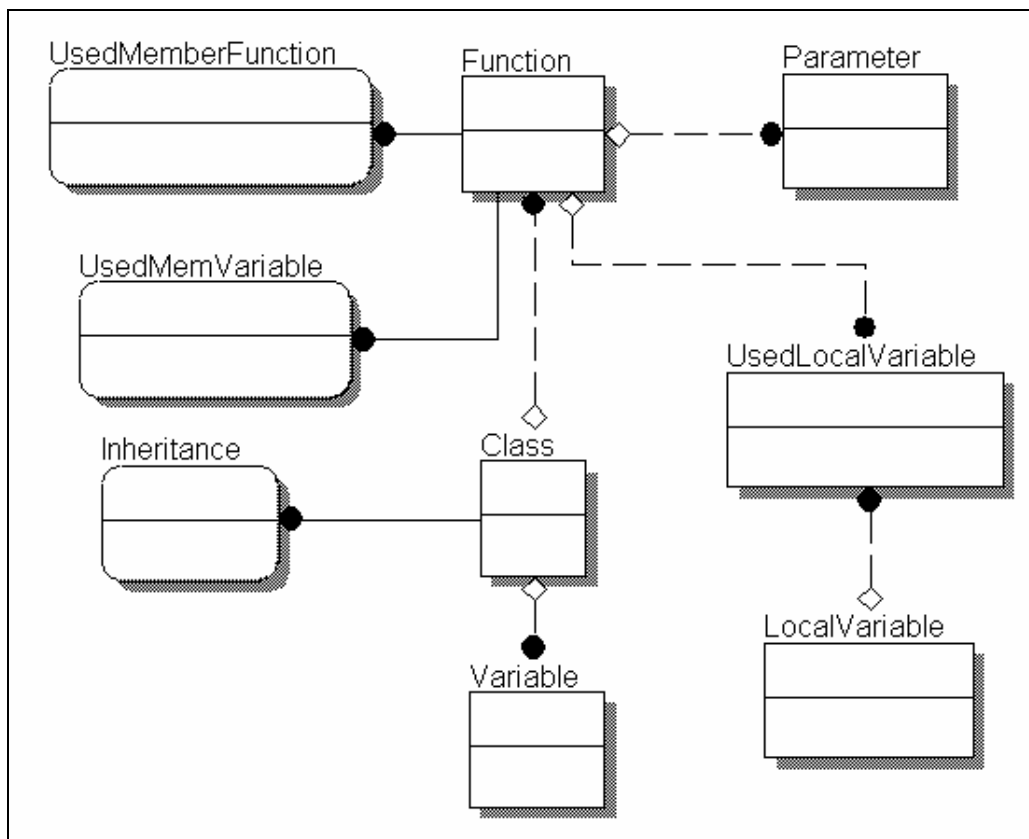 UsedMemberFunction
Function
Parameter
UsedMemVariable
UsedLocalVariable
Inheritance
Class
LocalVariable
Variable